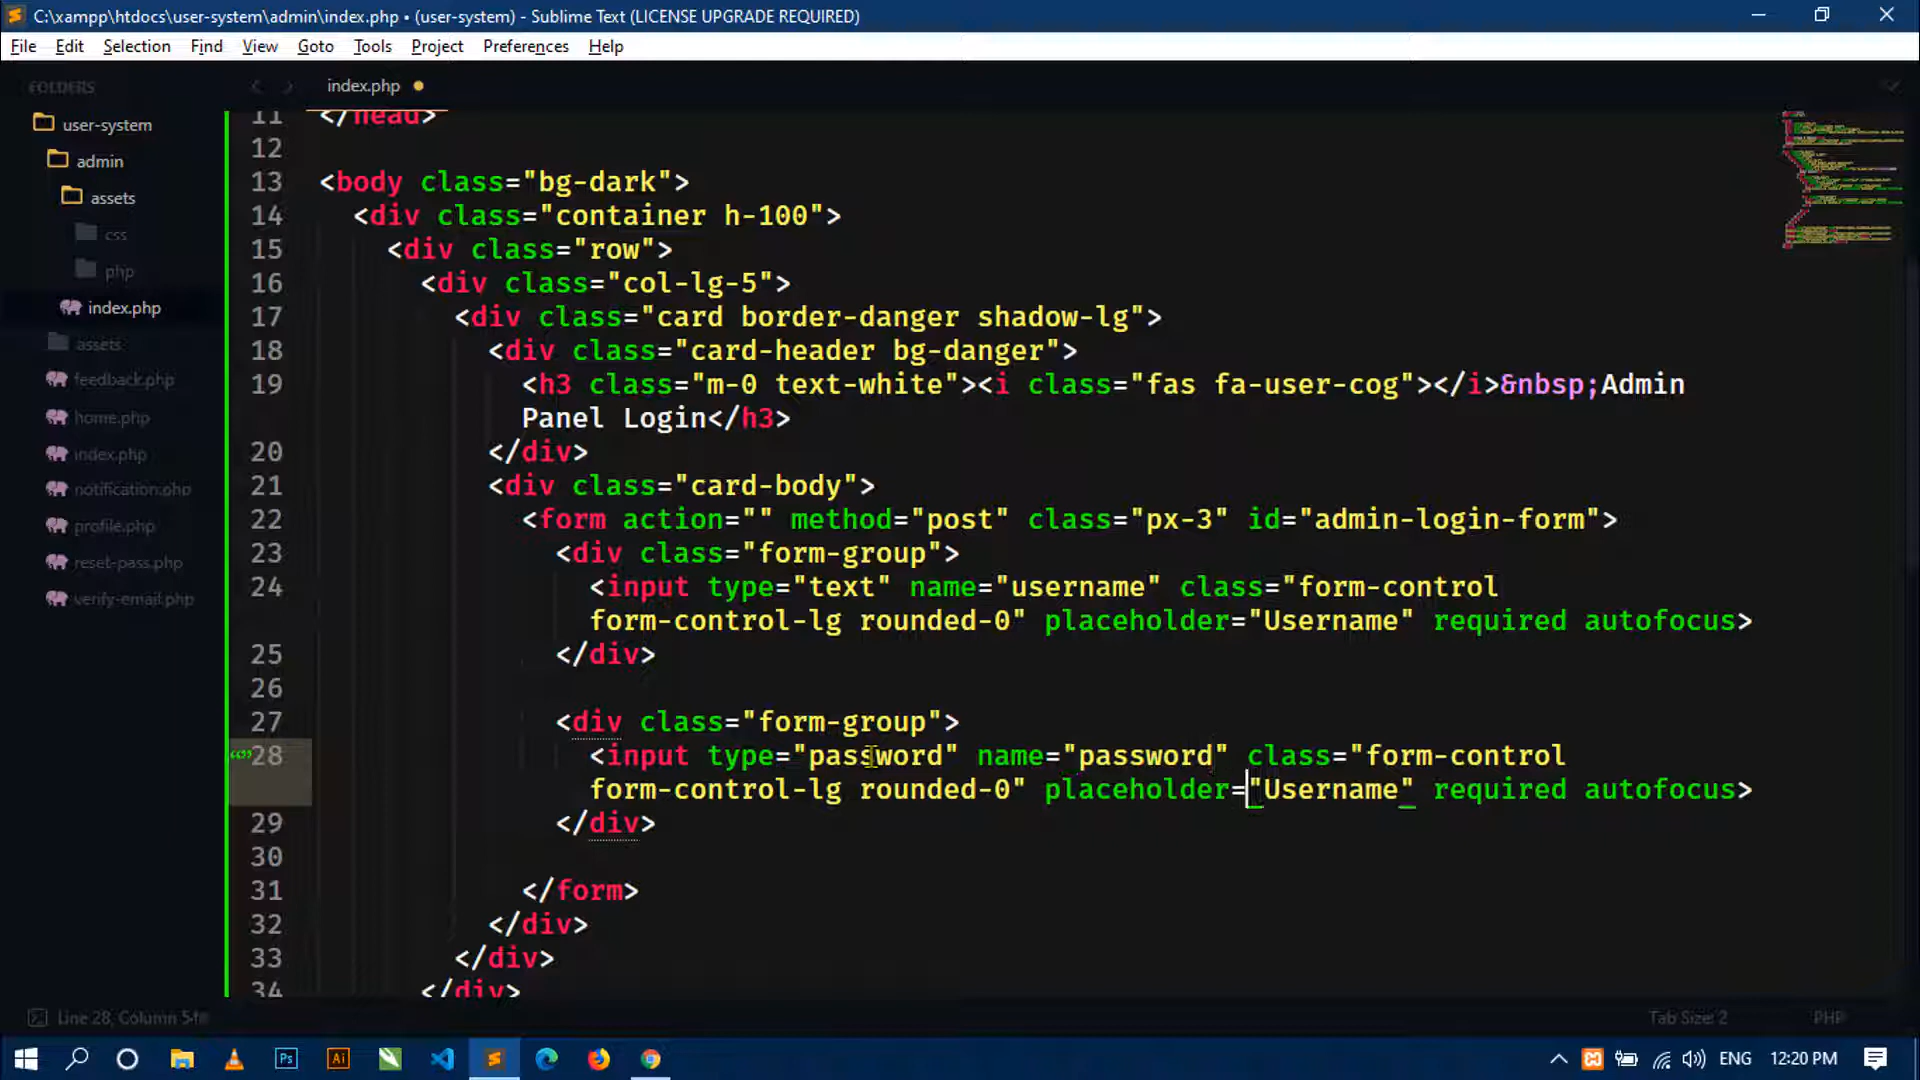 C:\xampp\htdocs\user-system\admin\index.php • (user-system) - Sublime Text (LICENSE UPGRADE REQUIRED)
File Edit Selection Find View Goto Tools Project Preferences Help
FOLDERS
user-system
admin
assets
css
php
index.php
assets
feedback.php
home.php
index.php
notification.php
profile.php
reset-pass.php
verify-email.php
index.php
11 </head>
12
13 <body class="bg-dark">
14 <div class="container h-100">
15 <div class="row">
16 <div class="col-lg-5">
17 <div class="card border-danger shadow-lg">
18 <div class="card-header bg-danger">
19 <h3 class="m-0 text-white"><i class="fas fa-user-cog"></i>&nbsp;Admin
Panel Login</h3>
20 </div>
21 <div class="card-body">
22 <form action="" method="post" class="px-3" id="admin-login-form">
23 <div class="form-group">
24 <input type="text" name="username" class="form-control
form-control-lg rounded-0" placeholder="Username" required autofocus>
25 </div>
26
27 <div class="form-group">
28 <input type="password" name="password" class="form-control
form-control-lg rounded-0" placeholder="Username" required autofocus>
29 </div>
30
31 </form>
32 </div>
33 </div>
34 </div>
Line 28, Column
Tab Size: 2
PHP
Ps
Ai
ENG
12:20 PM